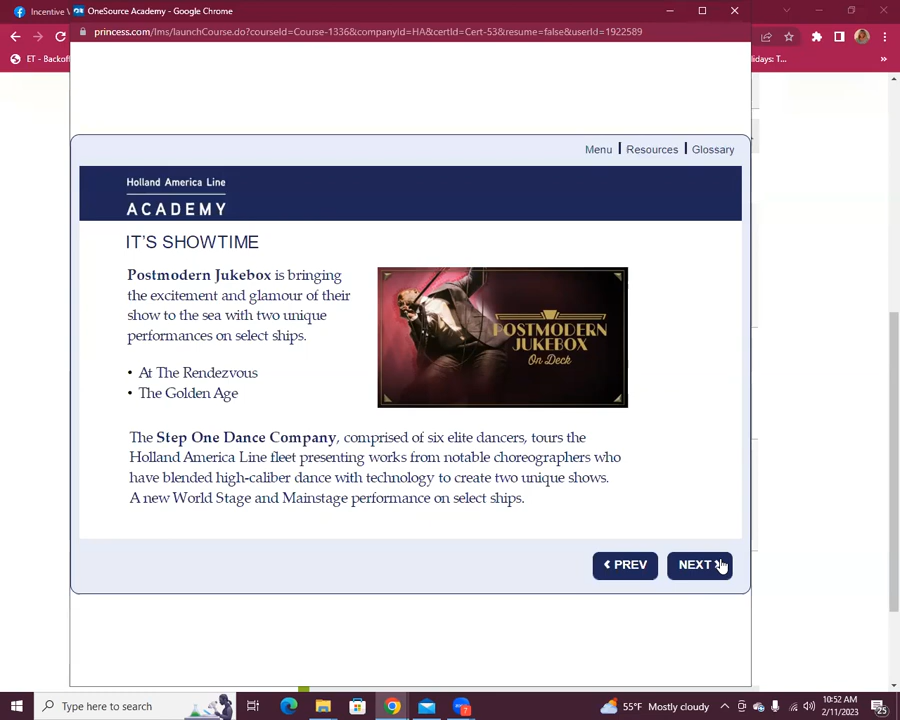 Incentive V
OneSource Academy - Google Chrome
princess.com/lms/launchCourse.do?courseId=Course-1336&companyId=HA&certId=Cert-53&resume=false&userId=1922589
ET - Backoff
lidays: T...
»
Menu | Resources | Glossary
Holland America Line
ACADEMY
IT'S SHOWTIME
Postmodern Jukebox is bringing
the excitement and glamour of their
show to the sea with two unique
performances on select ships.
• At The Rendezvous
• The Golden Age
POSTMODERN
JUKEBOX
On Deck
The Step One Dance Company, comprised of six elite dancers, tours the
Holland America Line fleet presenting works from notable choreographers who
have blended high-caliber dance with technology to create two unique shows.
A new World Stage and Mainstage performance on select ships.
‹ PREV
NEXT ›
Type here to search
55°F Mostly cloudy
10:52 AM
2/11/2023
25